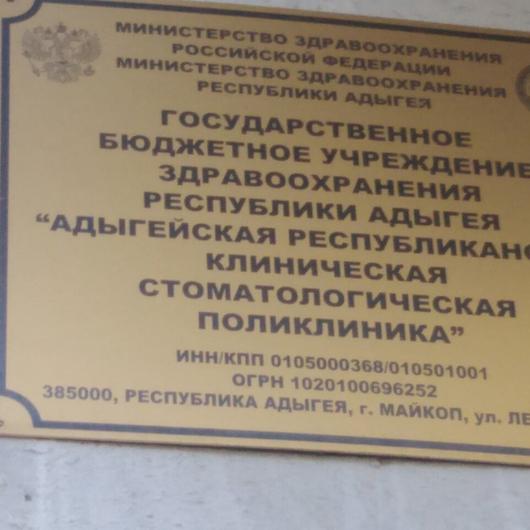 МИНИСТЕРСТВО ЗДРАВООХРАНЕНИЯ
РОССИЙСКОЙ ФЕДЕРАЦИИ
МИНИСТЕРСТВО ЗДРАВООХРАНЕНИЯ
РЕСПУБЛИКИ АДЫГЕЯ
ГОСУДАРСТВЕННОЕ
БЮДЖЕТНОЕ УЧРЕЖДЕНИЕ
ЗДРАВООХРАНЕНИЯ
РЕСПУБЛИКИ АДЫГЕЯ
“АДЫГЕЙСКАЯ
КЛИНИЧЕСКАЯ
СТОМАТОЛОГИЧЕСКАЯ
ПОЛИКЛИНИКА”
ИНН/КПП 0105000368/010501001
ОГРН 1020100696252
385000, РЕСПУБЛИКА АДЫГЕЯ, г. МАЙКОП, ул.